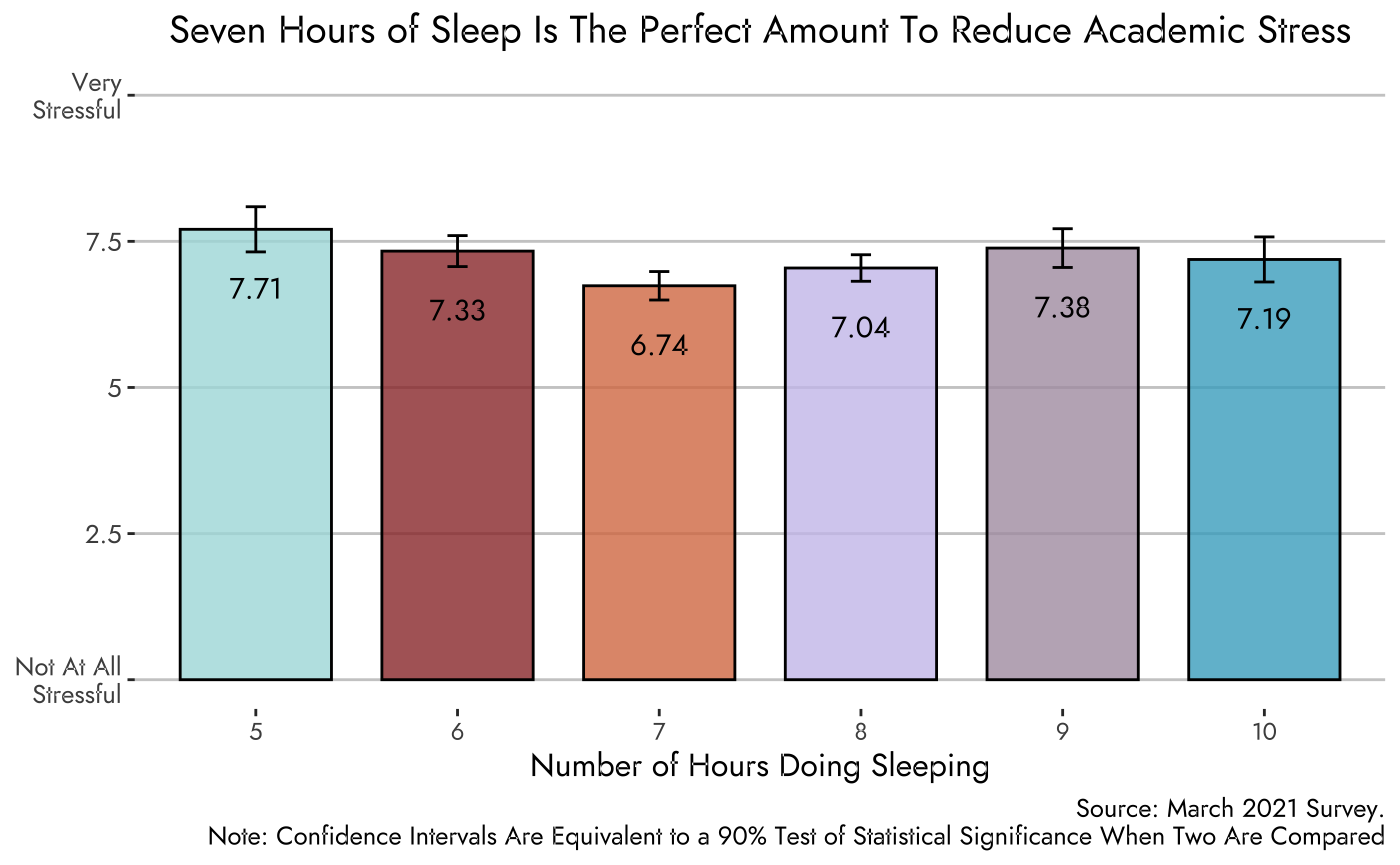 Seven Hours of Sleep Is The Perfect Amount To Reduce Academic Stress
Very
Stressful
7.5
5
2.5
Not At All
Stressful
7.71
7.33
6.74
7.04
7.38
7.19
5
6
7
8
9
10
Number of Hours Doing Sleeping
Source: March 2021 Survey.
Note: Confidence Intervals Are Equivalent to a 90% Test of Statistical Significance When Two Are Compared